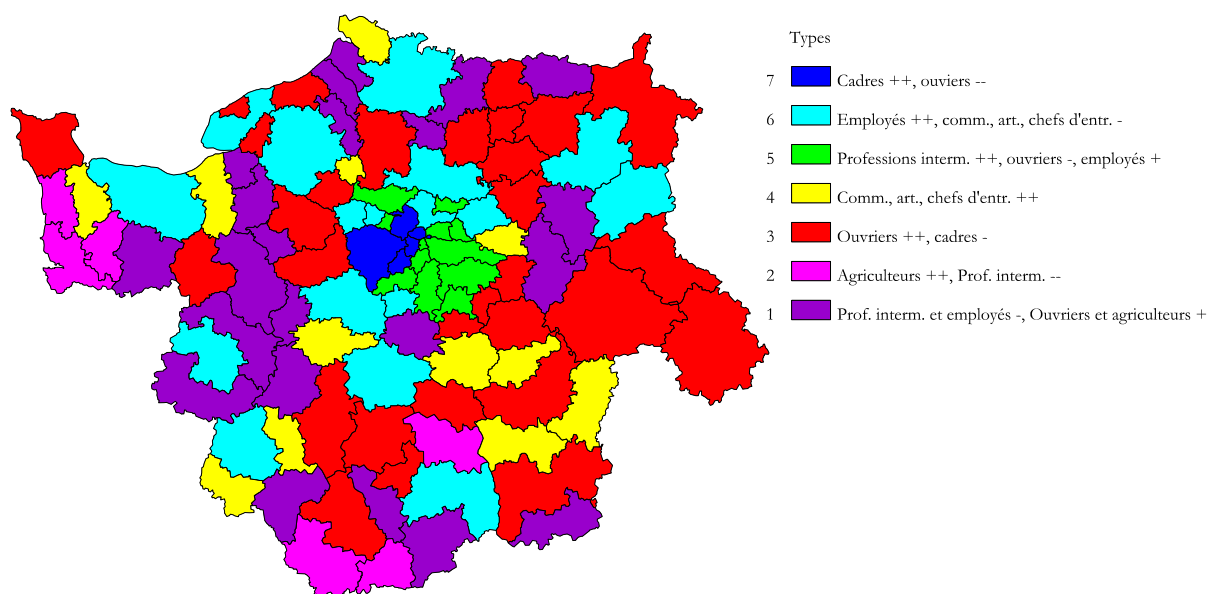 Types
7 Cadres ++, ouviers --
6 Employés ++, comm., art., chefs d'entr. -
5 Professions interm. ++, ouvriers -, employés +
4 Comm., art., chefs d'entr. ++
3 Ouvriers ++, cadres -
2 Agriculteurs ++, Prof. interm. --
1 Prof. interm. et employés -, Ouvriers et agriculteurs +